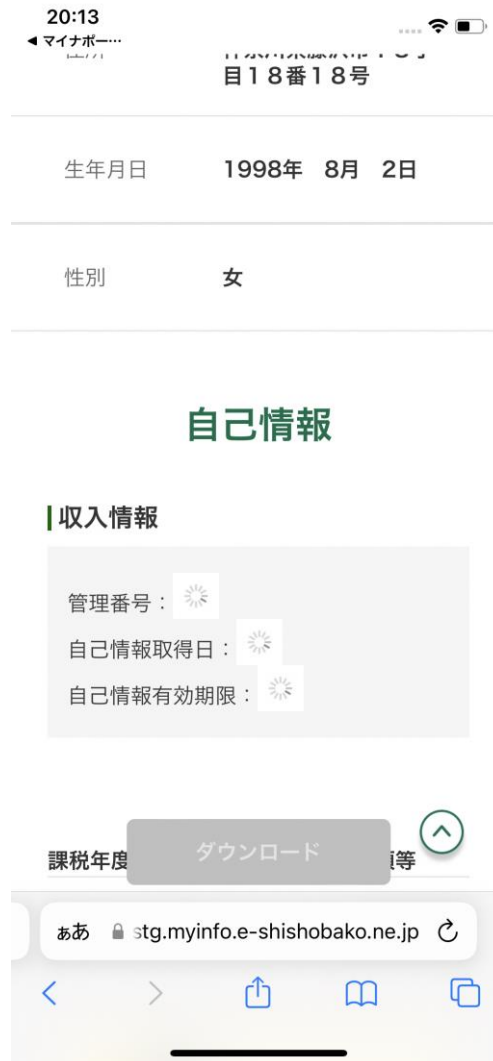 20:13
◀ マイナポー…
目１８番１８号
生年月日
1998年　8月　2日
性別
女
自己情報
収入情報
管理番号：
自己情報取得日：
自己情報有効期限：
課税年度
ダウンロード
等
ぁあ stg.myinfo.e-shishobako.ne.jp